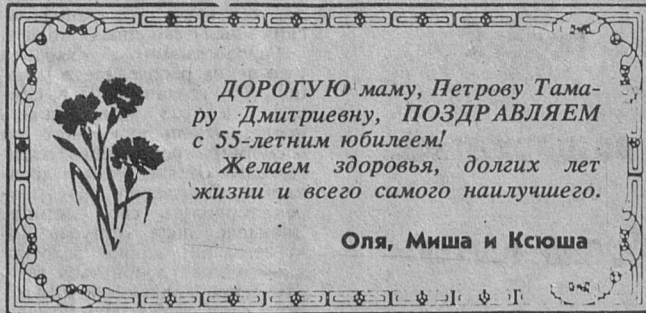 ДОРОГУЮ маму, Петрову Тама-
ру Дмитриевну, ПОЗДРАВЛЯЕМ
с 55-летним юбилеем!
Желаем здоровья, долгих лет
жизни и всего самого наилучшего.
Оля, Миша и Ксюша